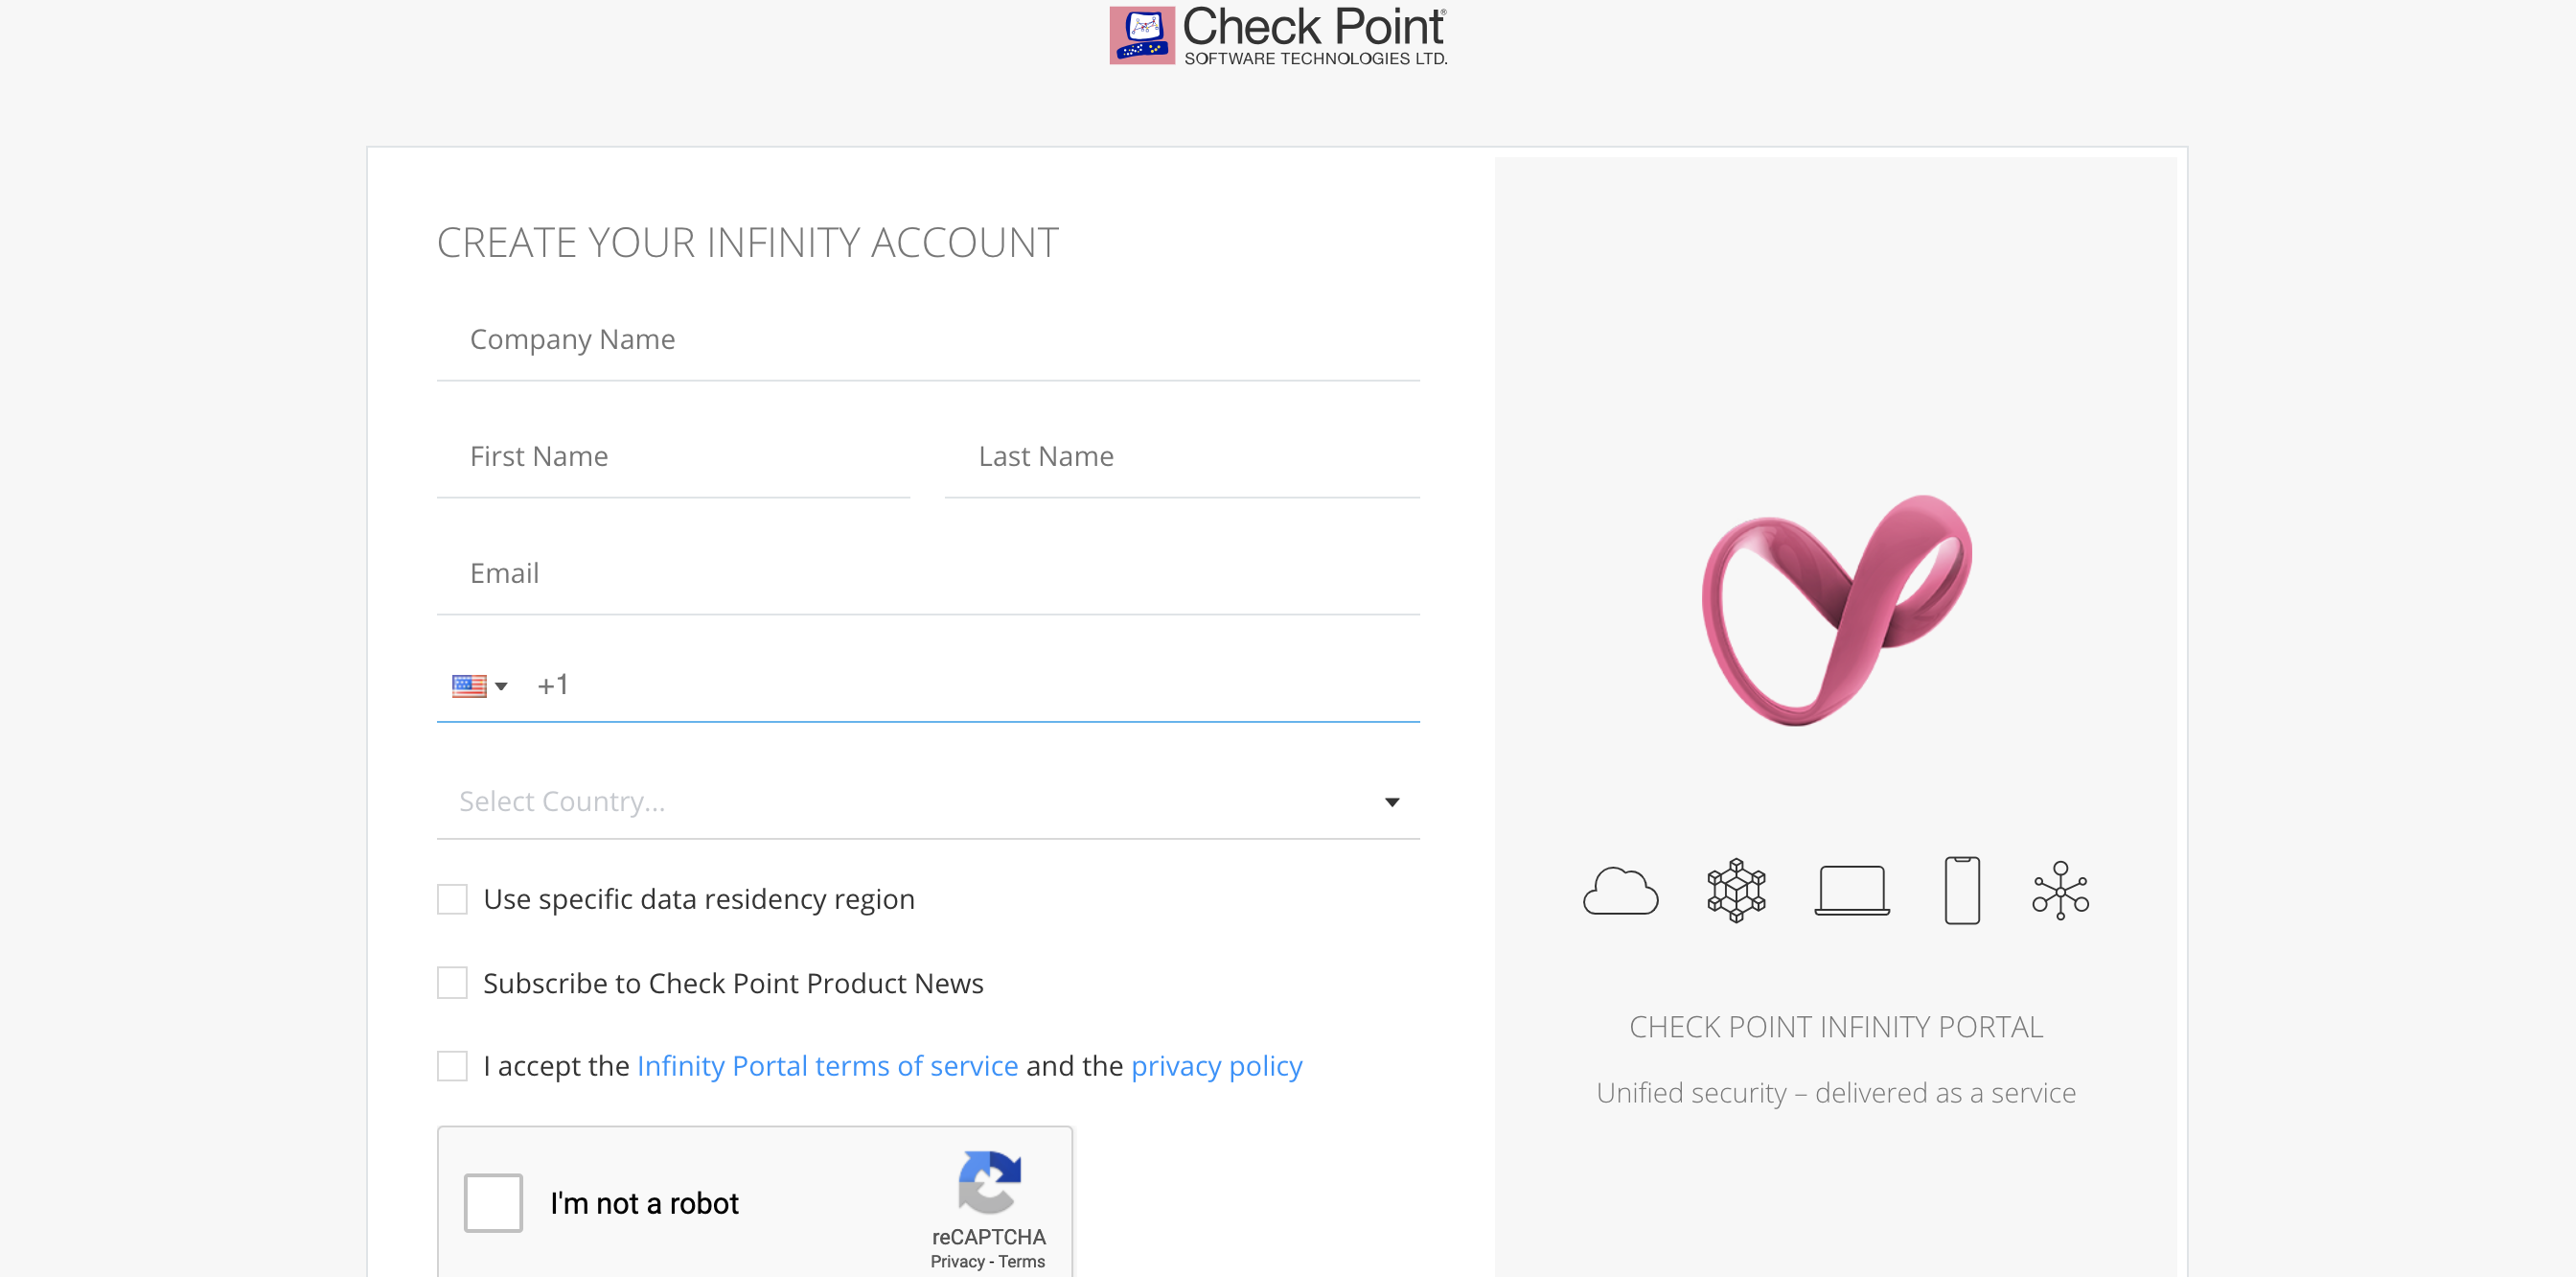 Check Point®
SOFTWARE TECHNOLOGIES LTD.
CREATE YOUR INFINITY ACCOUNT
Company Name
First Name
Last Name
Email
+1
Select Country...
Use specific data residency region
Subscribe to Check Point Product News
I accept the Infinity Portal terms of service and the privacy policy
I'm not a robot
reCAPTCHA
Privacy - Terms
CHECK POINT INFINITY PORTAL
Unified security – delivered as a service